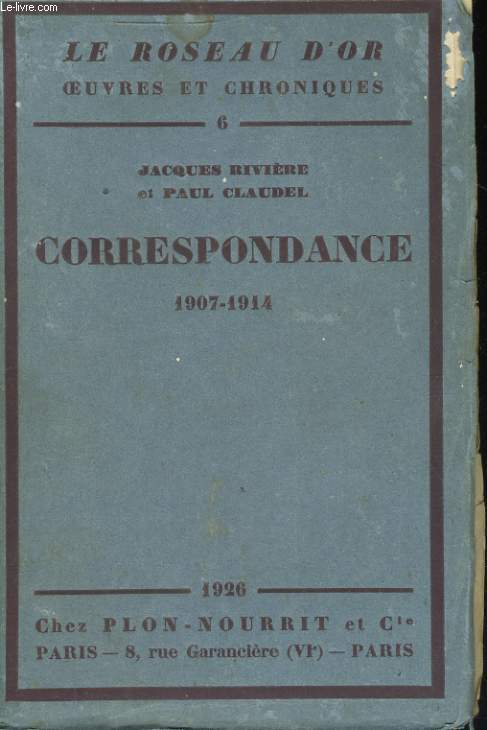 Le-livre.com
LE ROSEAU D'OR
ŒUVRES ET CHRONIQUES
6
JACQUES RIVIÈRE
et PAUL CLAUDEL
CORRESPONDANCE
1907-1914
1926
Chez PLON-NOURRIT et Cie
PARIS — 8, rue Garancière (VIe) — PARIS